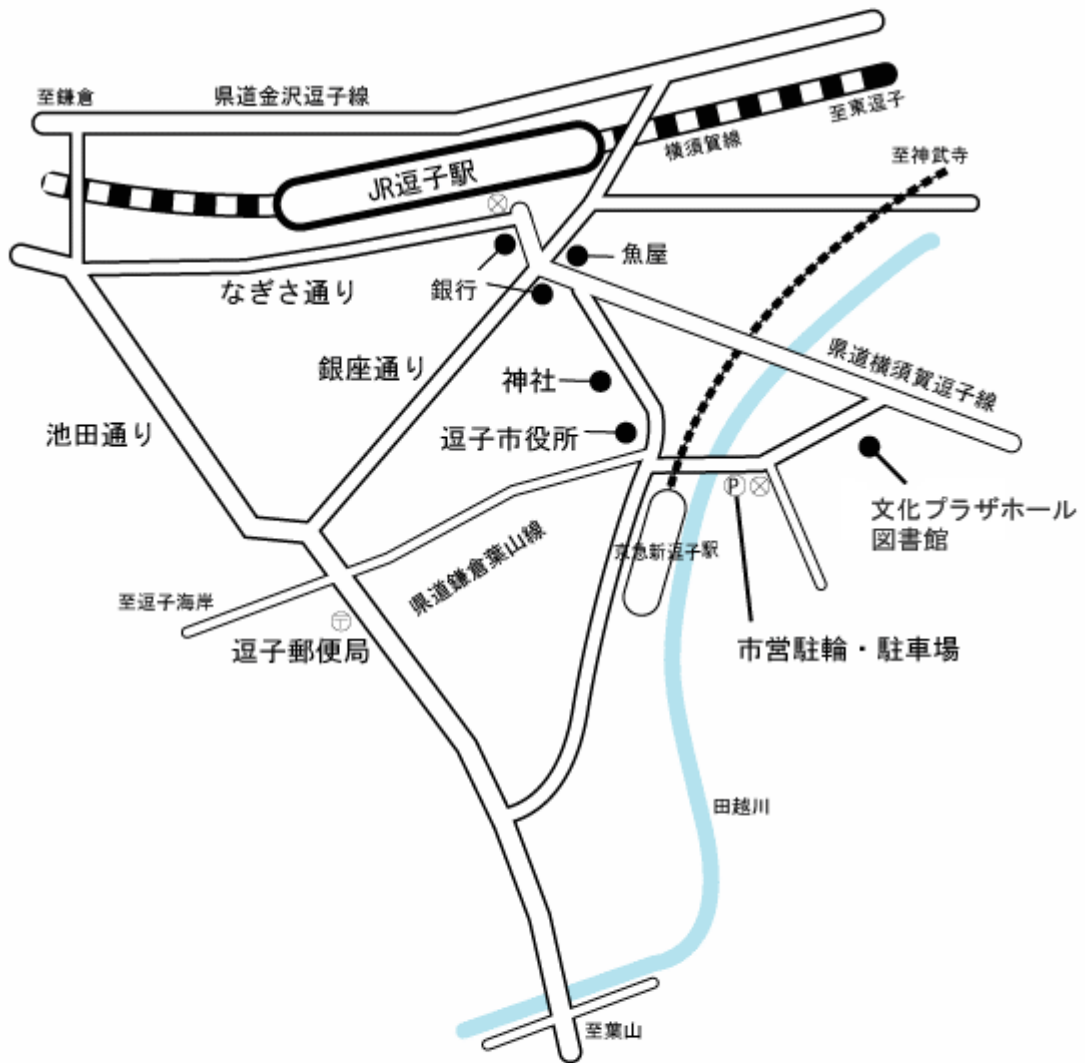 至鎌倉
県道金沢逗子線
至東逗子
横須賀線
至神武寺
JR逗子駅
魚屋
銀行
なぎさ通り
銀座通り
県道横須賀逗子線
神社
池田通り
逗子市役所
P
文化プラザホール
図書館
京急新逗子駅
県道鎌倉葉山線
至逗子海岸
〒
逗子郵便局
市営駐輪・駐車場
田越川
至葉山